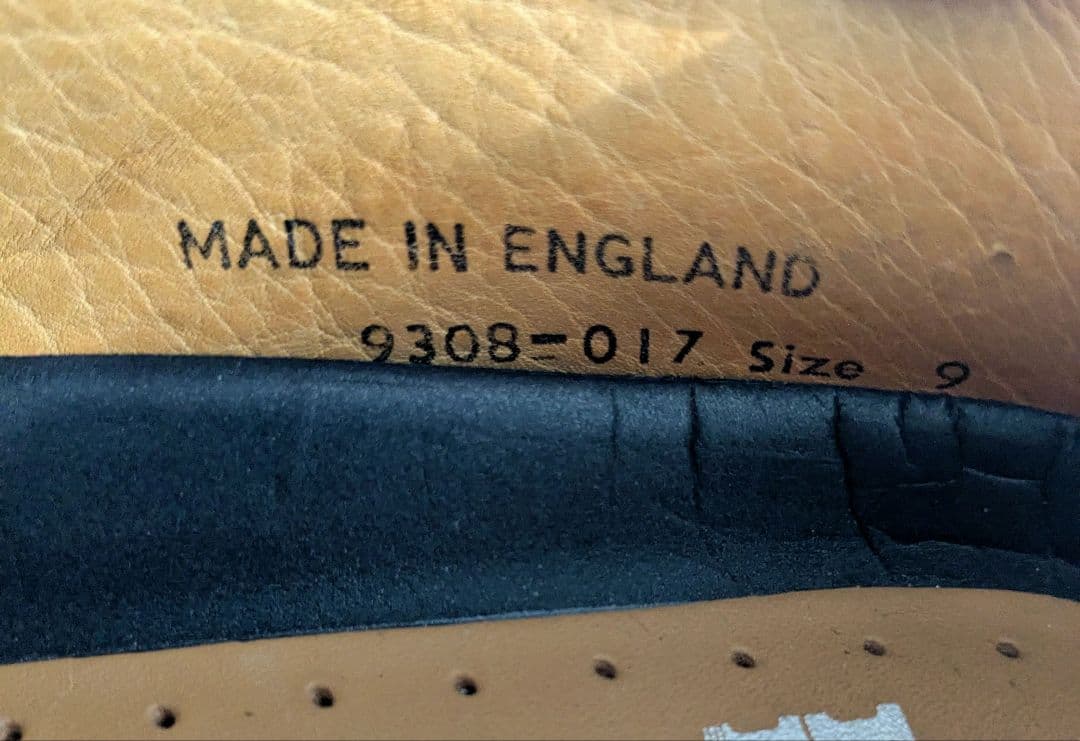 MADE IN ENGLAND
9308-017 Size 9